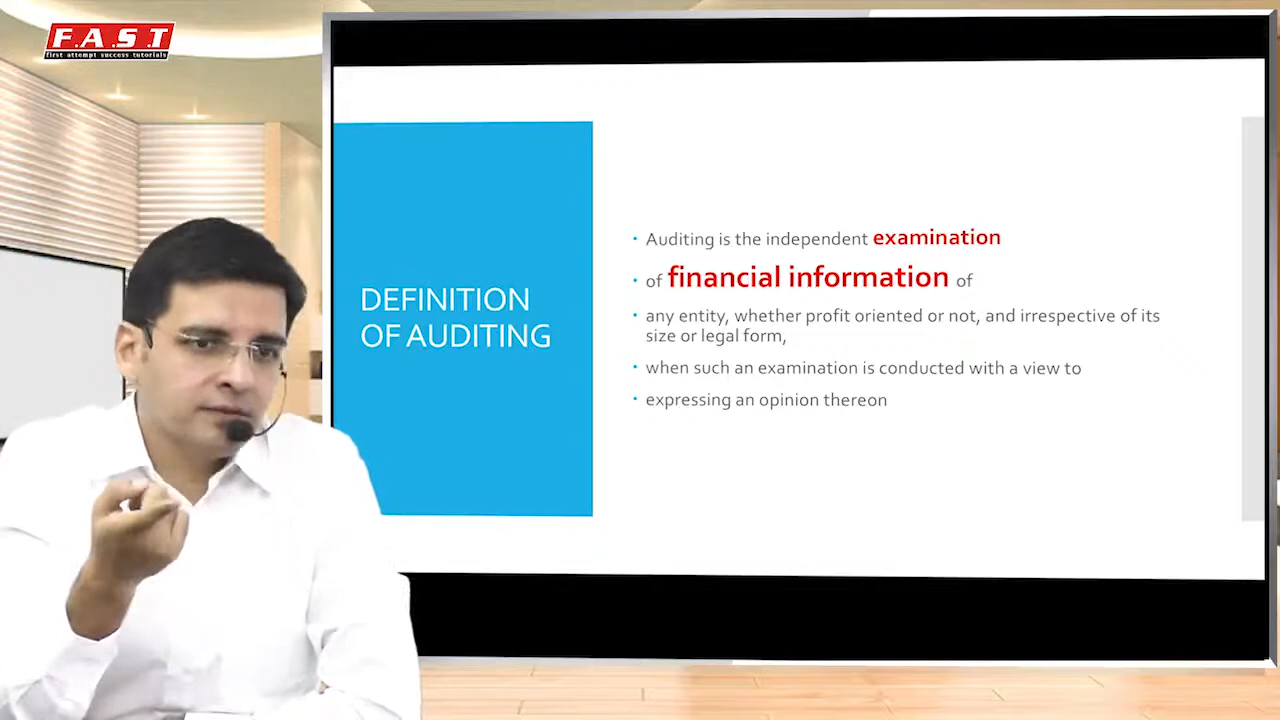 F.A.S.T
first attempt success tutorials
DEFINITION
OF AUDITING
• Auditing is the independent examination
• of financial information of
• any entity, whether profit oriented or not, and irrespective of its
size or legal form,
• when such an examination is conducted with a view to
• expressing an opinion thereon